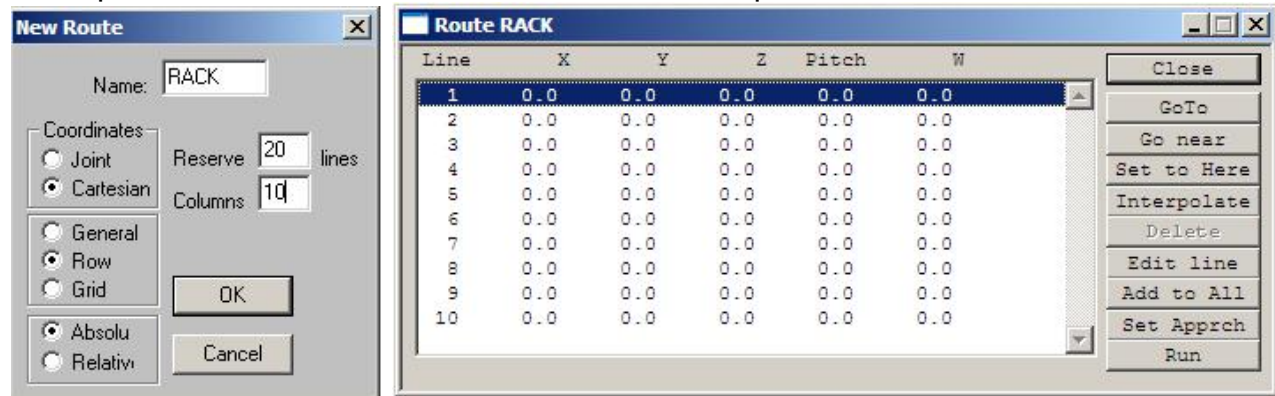 New Route
Name: RACK
Coordinates
Joint
Cartesian
Reserve 20 lines
Columns 10
General
Row
Grid
OK
Absolu
Relativ
Cancel
Route RACK
Line X Y Z Pitch W
1 0.0 0.0 0.0 0.0 0.0
2 0.0 0.0 0.0 0.0 0.0
3 0.0 0.0 0.0 0.0 0.0
4 0.0 0.0 0.0 0.0 0.0
5 0.0 0.0 0.0 0.0 0.0
6 0.0 0.0 0.0 0.0 0.0
7 0.0 0.0 0.0 0.0 0.0
8 0.0 0.0 0.0 0.0 0.0
9 0.0 0.0 0.0 0.0 0.0
10 0.0 0.0 0.0 0.0 0.0
Close
GoTo
Go near
Set to Here
Interpolate
Delete
Edit line
Add to All
Set Apprch
Run